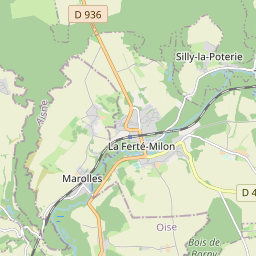 D 936
Silly-la-Poterie
Aisne
La Ferté-Milon
Marolles
D 4
Oise
Bois de
Borny